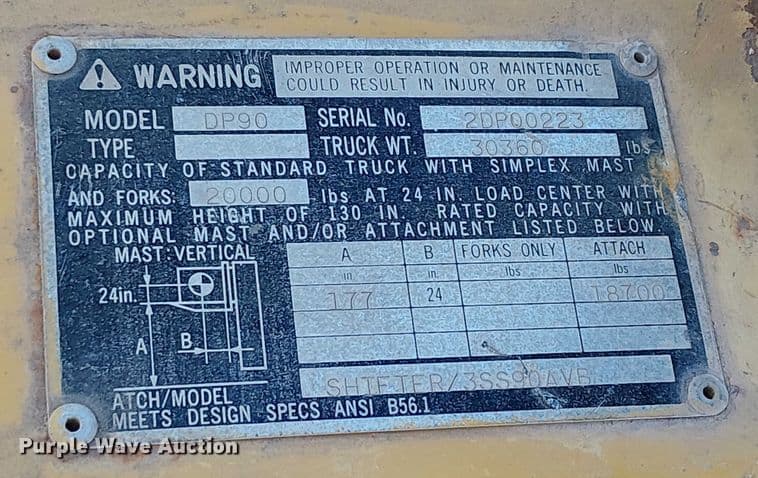 WARNING IMPROPER OPERATION OR MAINTENANCE
COULD RESULT IN INJURY OR DEATH.
MODEL DP90 SERIAL No. 2DP00223
TYPE TRUCK WT. 30360 lbs
CAPACITY OF STANDARD TRUCK WITH SIMPLEX MAST
AND FORKS: 20000 lbs AT 24 IN. LOAD CENTER WITH
MAXIMUM HEIGHT OF 130 IN. RATED CAPACITY WITH
OPTIONAL MAST AND/OR ATTACHMENT LISTED BELOW.
MAST: VERTICAL
A B FORKS ONLY ATTACH
in in. lbs lbs
24in.
177 24 18700
A B
SHIFTER/3SS90AVB
ATCH/MODEL
MEETS DESIGN SPECS ANSI B56.1
Purple Wave Auction